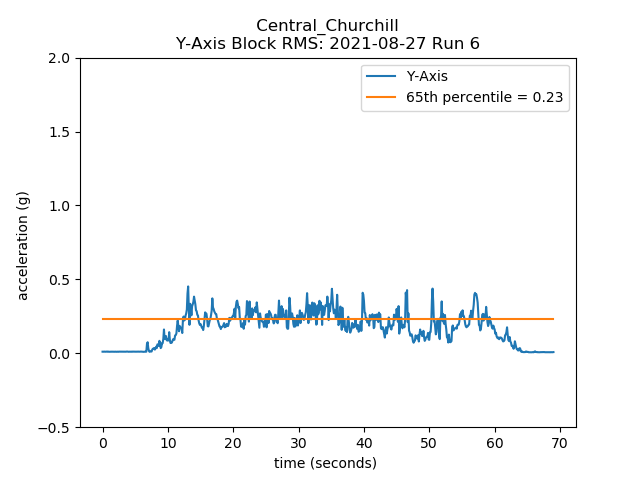 Central_Churchill
Y-Axis Block RMS: 2021-08-27 Run 6
2.0
1.5
1.0
0.5
0.0
−0.5
acceleration (g)
Y-Axis
65th percentile = 0.23
0 10 20 30 40 50 60 70
time (seconds)